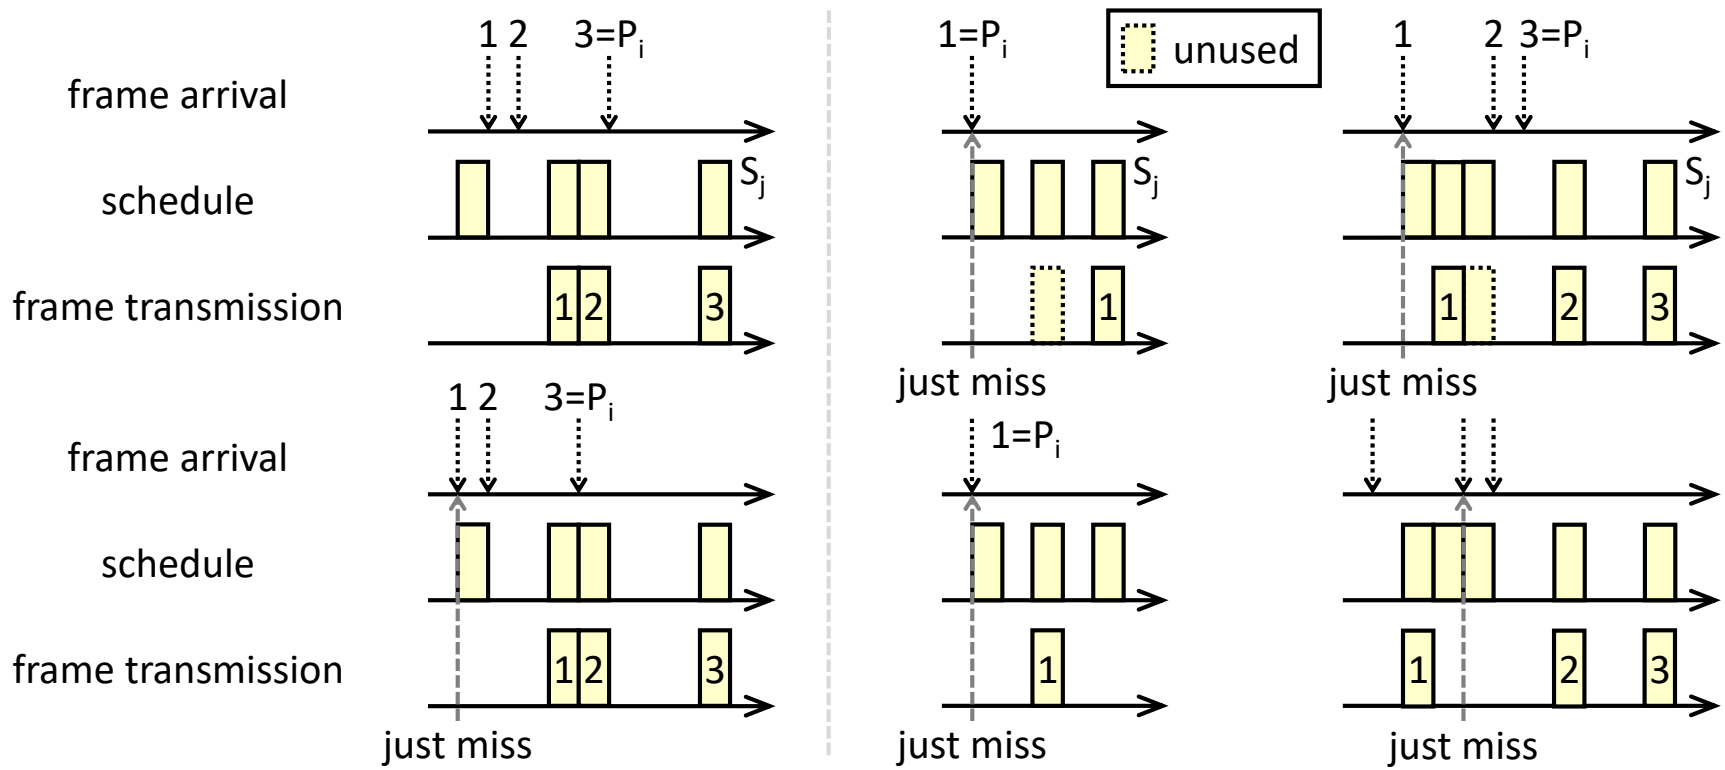 1 2 3=Pi 1=Pi unused 1 2 3=Pi
frame arrival
schedule Sj Sj Sj
frame transmission 1 2 3 1 1 2 3
just miss just miss
1 2 3=Pi 1=Pi
frame arrival
schedule
frame transmission 1 2 3 1 1 2 3
just miss just miss just miss